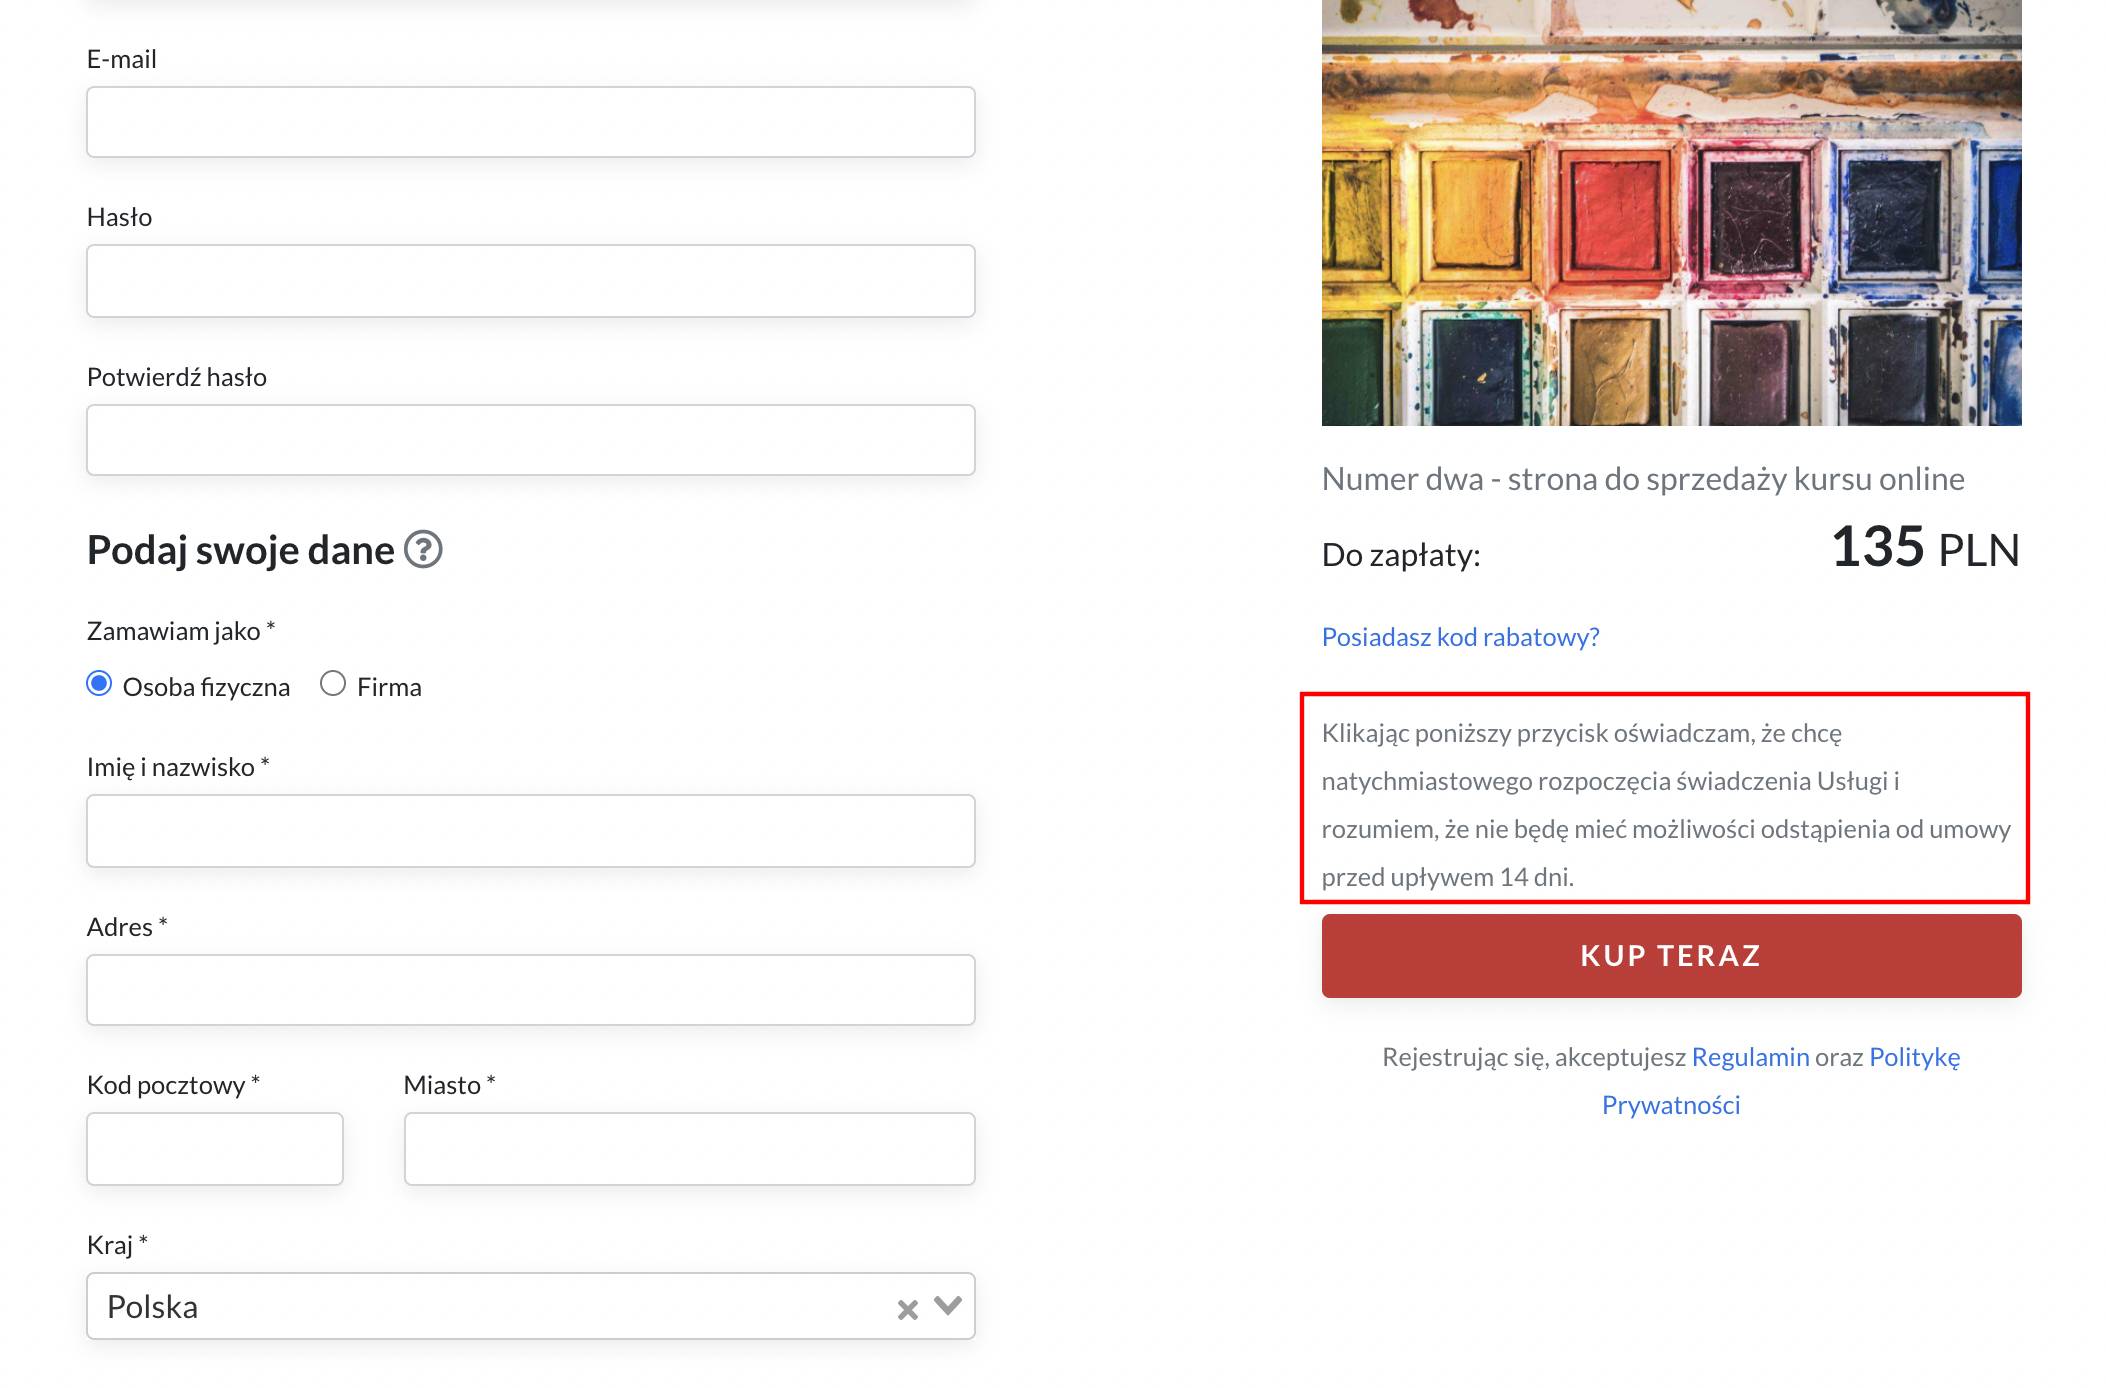 E-mail
Hasło
Potwierdź hasło
Podaj swoje dane ?
Zamawiam jako *
Osoba fizyczna Firma
Imię i nazwisko *
Adres *
Kod pocztowy * Miasto *
Kraj *
Polska
Numer dwa - strona do sprzedaży kursu online
Do zapłaty: 135 PLN
Posiadasz kod rabatowy?
Klikając poniższy przycisk oświadczam, że chcę
natychmiastowego rozpoczęcia świadczenia Usługi i
rozumiem, że nie będę mieć możliwości odstąpienia od umowy
przed upływem 14 dni.
KUP TERAZ
Rejestrując się, akceptujesz Regulamin oraz Politykę
Prywatności